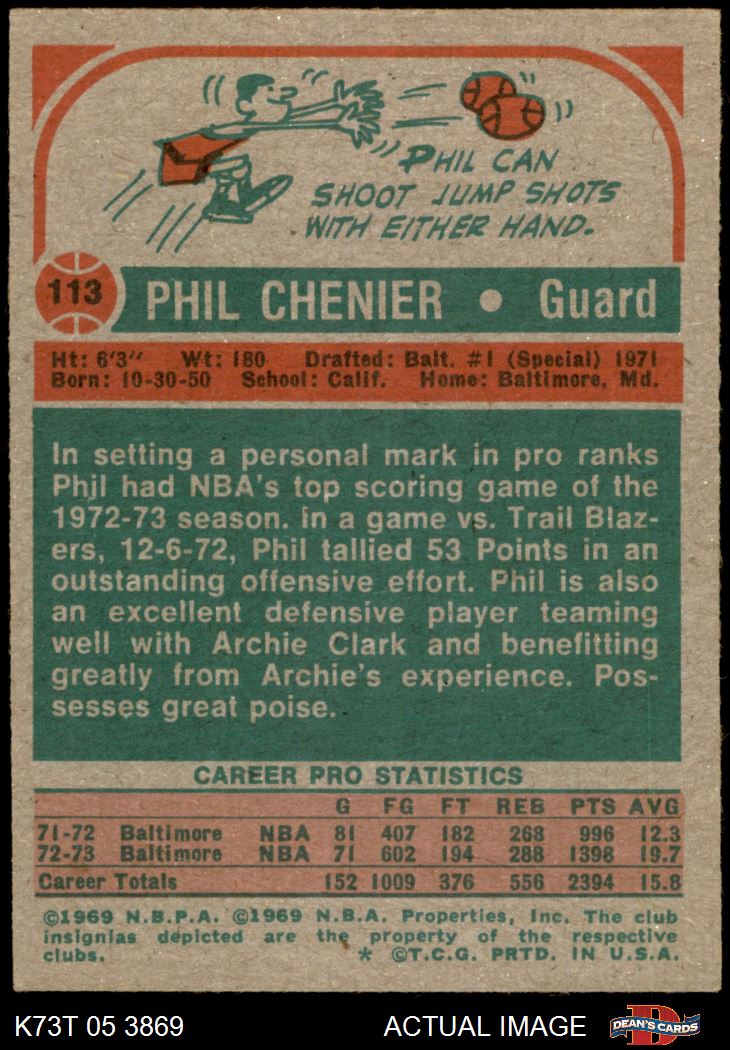 PHIL CAN
SHOOT JUMP SHOTS
WITH EITHER HAND.
113
PHIL CHENIER • Guard
Ht: 6'3" Wt: 180 Drafted: Balt. #1 (Special) 1971
Born: 10-30-50 School: Calif. Home: Baltimore, Md.
In setting a personal mark in pro ranks
Phil had NBA's top scoring game of the
1972-73 season. In a game vs. Trail Blaz-
ers, 12-6-72, Phil tallied 53 Points in an
outstanding offensive effort. Phil is also
an excellent defensive player teaming
well with Archie Clark and benefitting
greatly from Archie's experience. Pos-
sesses great poise.
CAREER PRO STATISTICS
G FG FT REB PTS AVG
71-72 Baltimore NBA 81 407 182 268 996 12.3
72-73 Baltimore NBA 71 602 194 288 1398 19.7
Career Totals 152 1009 376 556 2394 15.8
©1969 N.B.P.A. ©1969 N.B.A. Properties, Inc. The club
insignias depicted are the property of the respective
clubs. * ©T.C.G. PRTD. IN U.S.A.
K73T 05 3869 ACTUAL IMAGE
DEAN'S CARDS